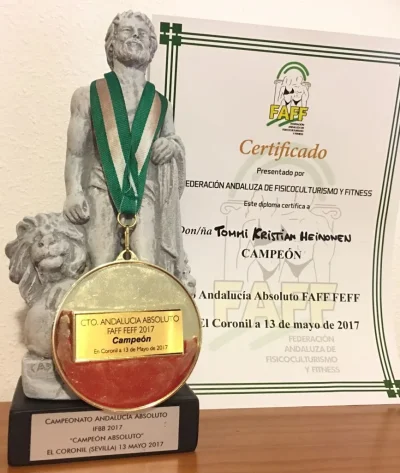 FAFF
FEDERACIÓN
ANDALUZA DE
FISICOCULTURISMO
Y FITNESS
Certificado
Presentado por
FEDERACIÓN ANDALUZA DE FISICOCULTURISMO Y FITNESS
Este diploma certifica a
Don/ña TOMMI KRISTIAN HEINONEN
CAMPEÓN
Andalucía Absoluto FAFF FEFF
El Coronil a 13 de mayo de 2017
FAFF
FEDERACIÓN
ANDALUZA DE
FISICOCULTURISMO
Y FITNESS
CTO. ANDALUCIA ABSOLUTO
FAFF FEFF 2017
Campeón
En Coronil a 13 de Mayo de 2017
CAMPEONATO ANDALUCÍA ABSOLUTO
IFBB 2017
"CAMPEÓN ABSOLUTO"
EL CORONIL (SEVILLA) 13 MAYO 2017